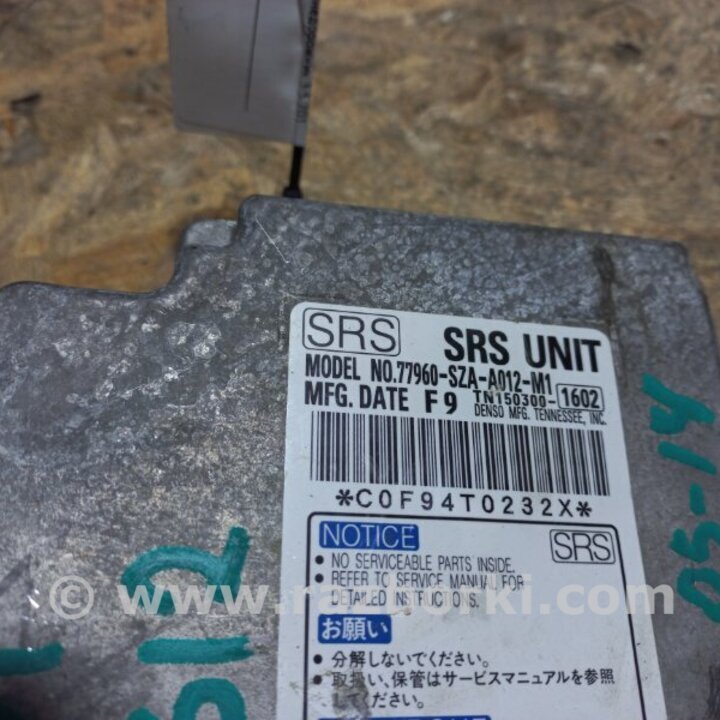 SRS SRS UNIT
MODEL NO.77960-SZA-A012-M1
MFG. DATE F9 TN150300-1602
DENSO MFG. TENNESSEE, INC.
*C0F94T0232X*
NOTICE SRS
• NO SERVICEABLE PARTS INSIDE.
• REFER TO SERVICE MANUAL FOR
DETAILED INSTRUCTIONS.
お願い
• 分解しないでください。
• 取扱い、保管はサービスマニュアルを参照
してください。
05-14